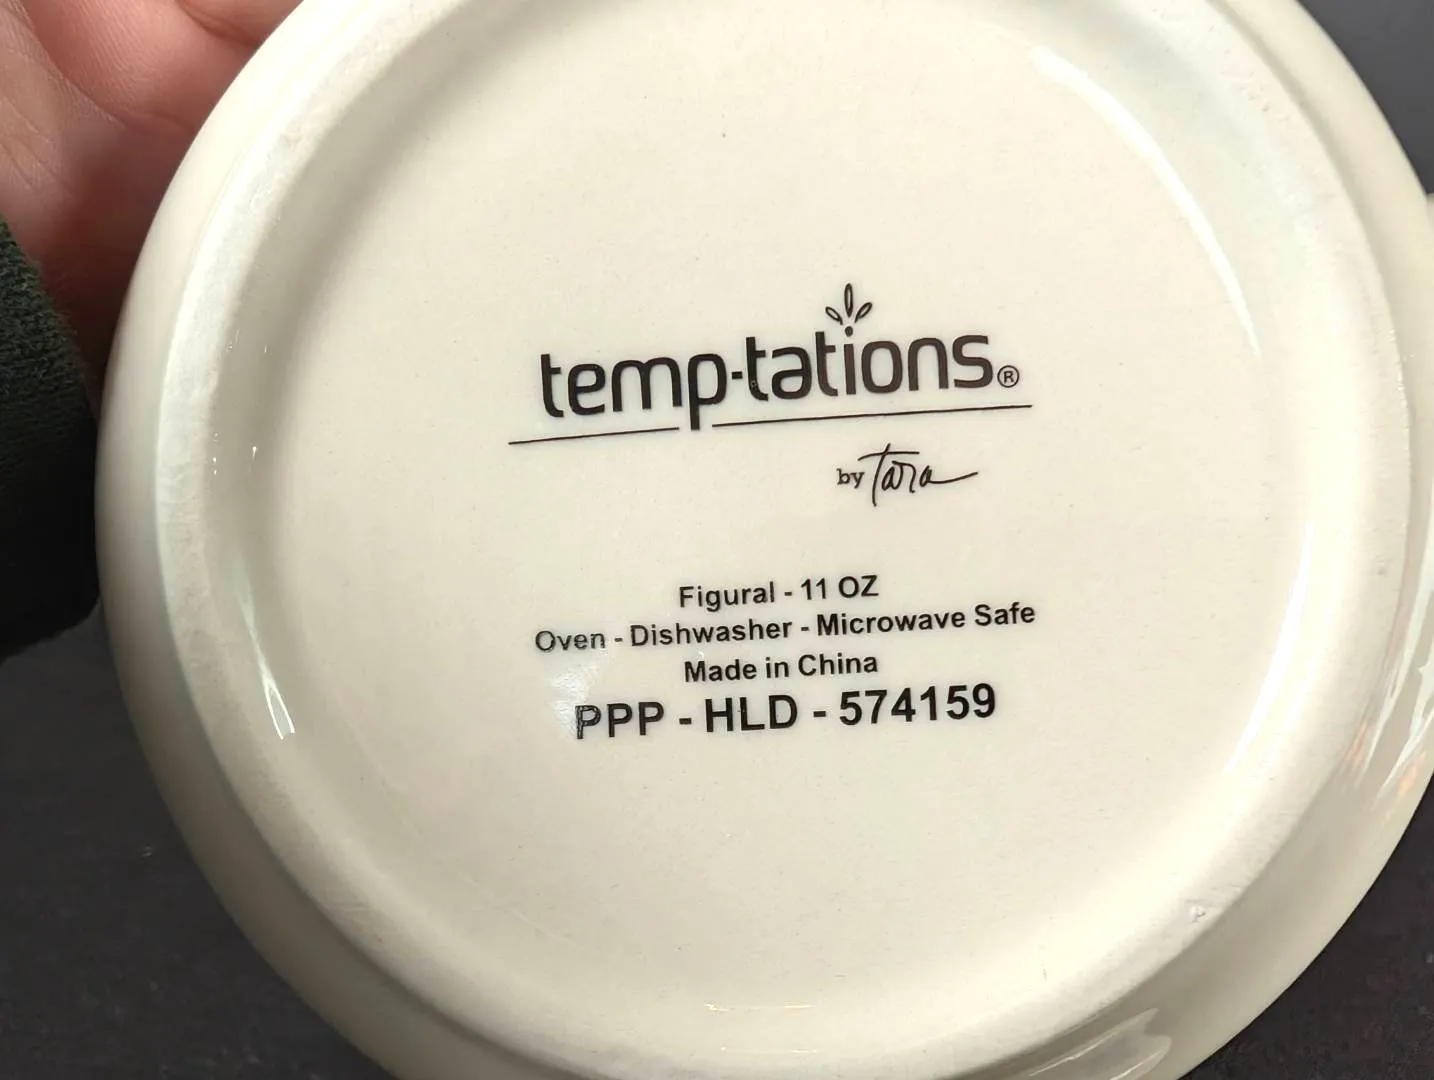 temp-tations®
by Tara
Figural - 11 OZ
Oven - Dishwasher - Microwave Safe
Made in China
PPP - HLD - 574159